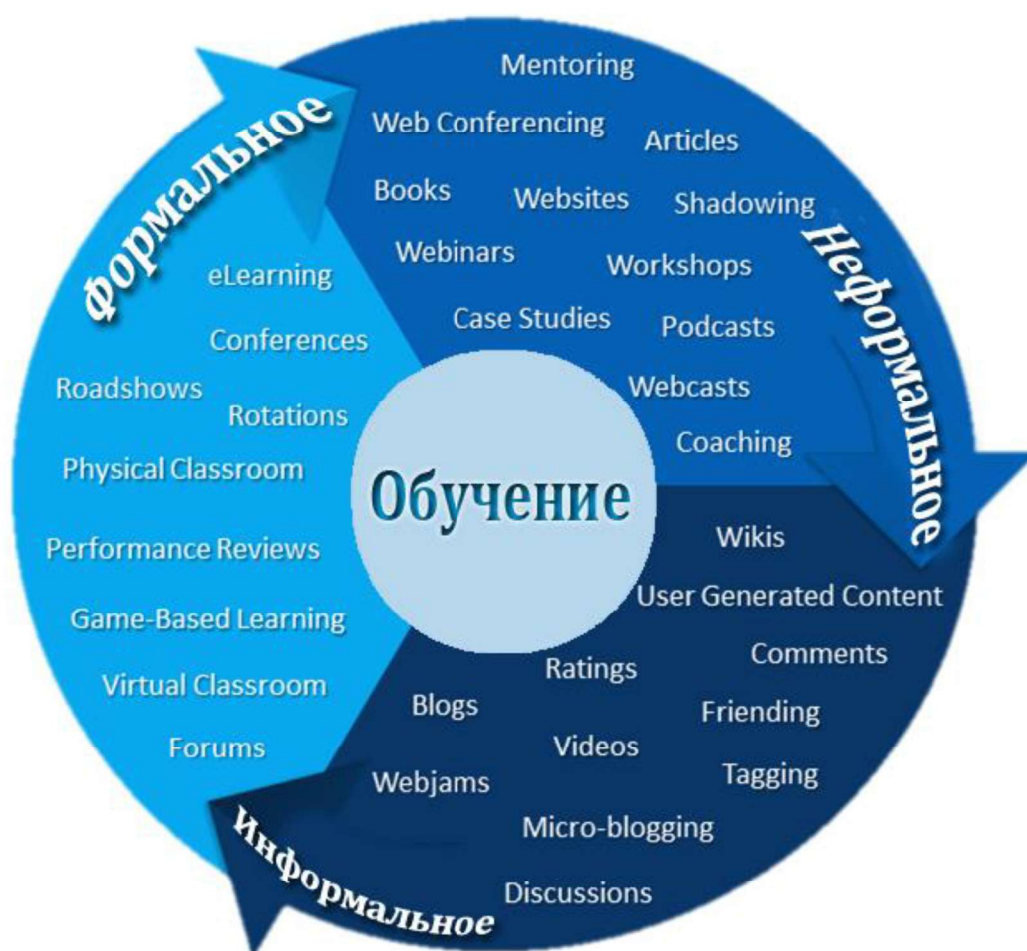 Формальное
eLearning
Conferences
Roadshows
Rotations
Physical Classroom
Performance Reviews
Game-Based Learning
Virtual Classroom
Forums
Неформальное
Mentoring
Web Conferencing
Articles
Books
Websites
Shadowing
Webinars
Workshops
Case Studies
Podcasts
Webcasts
Coaching
Обучение
Информальное
Wikis
User Generated Content
Comments
Ratings
Blogs
Friending
Videos
Webjams
Tagging
Micro-blogging
Discussions